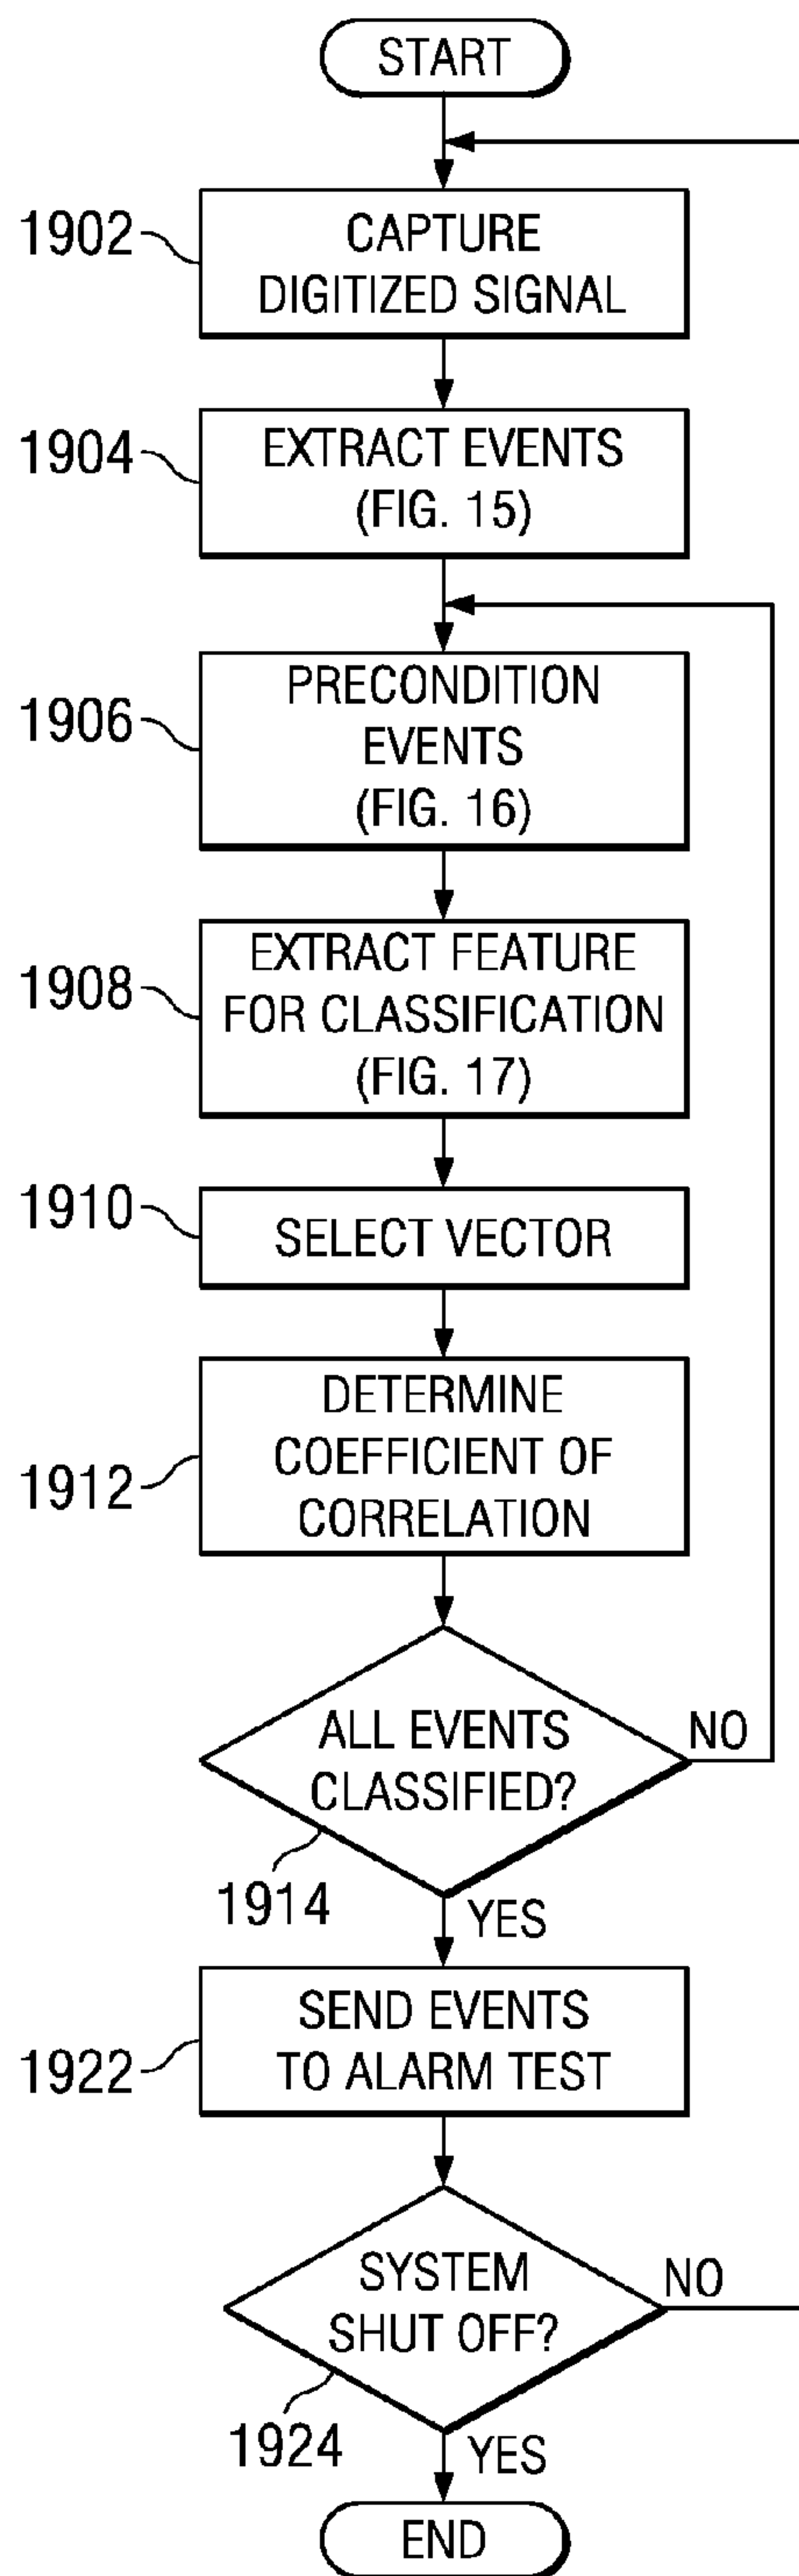 START
1902
CAPTURE
DIGITIZED SIGNAL
1904
EXTRACT EVENTS
(FIG. 15)
1906
PRECONDITION
EVENTS
(FIG. 16)
1908
EXTRACT FEATURE
FOR CLASSIFICATION
(FIG. 17)
1910
SELECT VECTOR
1912
DETERMINE
COEFFICIENT OF
CORRELATION
ALL EVENTS
CLASSIFIED?
NO
1914
YES
1922
SEND EVENTS
TO ALARM TEST
SYSTEM
SHUT OFF?
NO
1924
YES
END